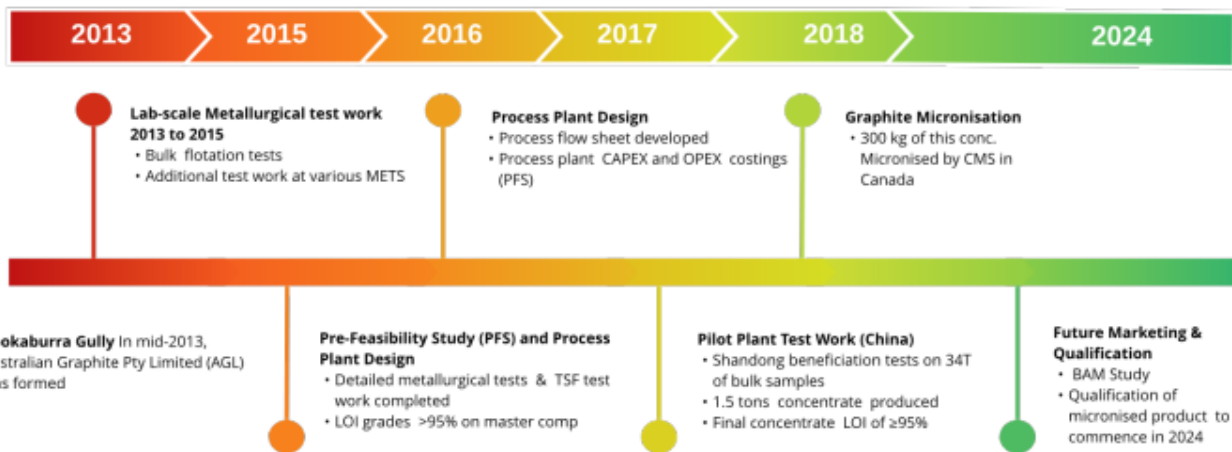 2013 2015 2016 2017 2018 2024
Lab-scale Metallurgical test work
2013 to 2015
• Bulk flotation tests
• Additional test work at various METS
Process Plant Design
• Process flow sheet developed
• Process plant CAPEX and OPEX costings
(PFS)
Graphite Micronisation
• 300 kg of this conc.
Micronised by CMS in
Canada
okaburra Gully In mid-2013,
stralian Graphite Pty Limited (AGL)
s formed
Pre-Feasibility Study (PFS) and Process
Plant Design
• Detailed metallurgical tests & TSF test
work completed
• LOI grades >95% on master comp
Pilot Plant Test Work (China)
• Shandong beneficiation tests on 34T
of bulk samples
• 1.5 tons concentrate produced
• Final concentrate LOI of ≥95%
Future Marketing &
Qualification
• BAM Study
• Qualification of
micronised product to
commence in 2024